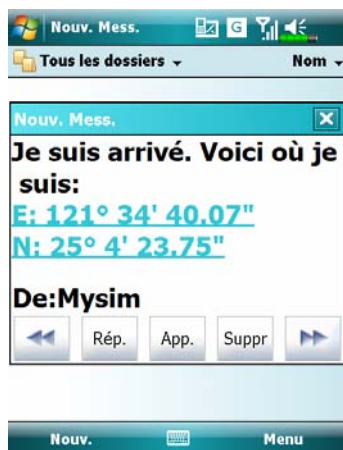 Nouv. Mess.
G
Tous les dossiers
Nom
Nouv. Mess.
Je suis arrivé. Voici où je
suis:
E: 121° 34' 40.07"
N: 25° 4' 23.75"
De:Mysim
Rép. App. Suppr
Nouv. Menu